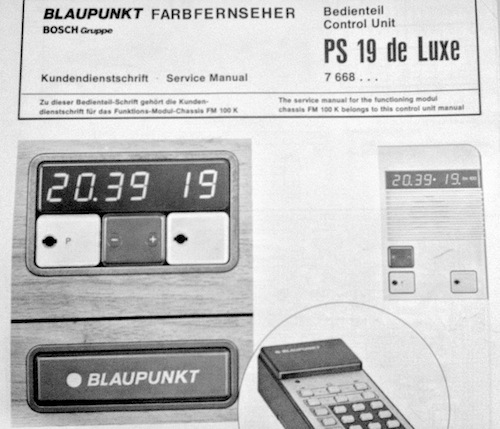 BLAUPUNKT FARBFERNSEHER
BOSCH Gruppe
Bedienteil
Control Unit
PS 19 de Luxe
Kundendienstschrift · Service Manual
7 668 . . .
Zu dieser Bedienteil-Schrift gehört die Kunden-
dienstschrift für das Funktions-Modul-Chassis FM 100 K
The service manual for the functioning modul
chassis FM 100 K belongs to this control unit manual
20.39 19
P
- +
20.39 19
BLAUPUNKT
BLAUPUNKT